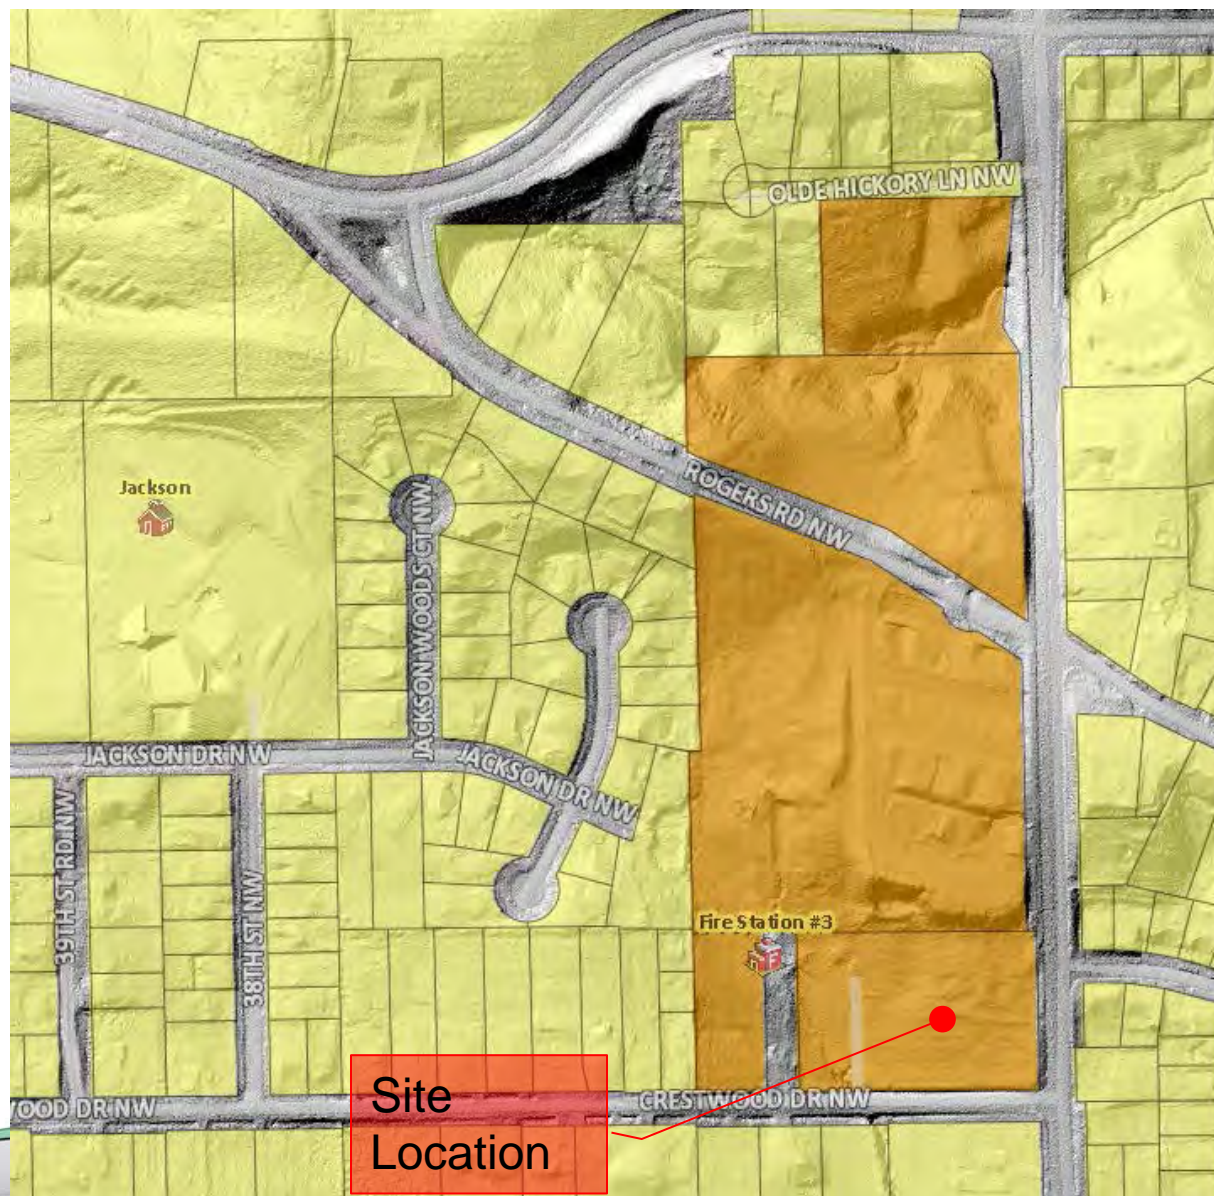 OLDE HICKORY LN NW
ROGERS RD NW
Jackson
JACKSON WOODS CT NW
JACKSON DR NW
JACKSON DR NW
39TH ST RD NW
38TH ST NW
Fire Station #3
F
WOOD DR NW
CRESTWOOD DR NW
Site
Location